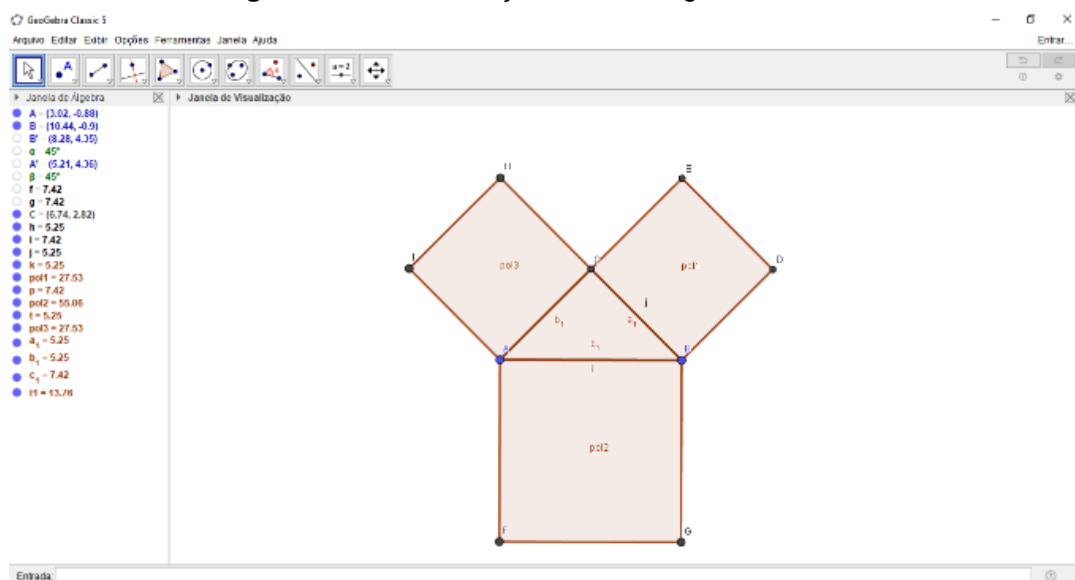 GeoGebra Classic 5
Arquivo Editar Exibir Opções Ferramentas Janela Ajuda
Entrar...
Janela de Álgebra
Janela de Visualização
A = (3.02, -0.88)
B = (10.44, -0.9)
B' = (8.28, 4.35)
α = 45°
A' = (5.21, 4.36)
β = 45°
f = 7.42
g = 7.42
C = (6.74, 2.82)
h = 5.25
i = 7.42
j = 5.25
k = 5.25
pol1 = 27.53
p = 7.42
pol2 = 55.06
t = 5.25
pol3 = 27.53
a₁ = 5.25
b₁ = 5.25
c₁ = 7.42
t1 = 13.76
a=2
A
H
E
I
pol3
C
pol1
D
j
b₁
a₁
c₁
A
B
i
pol2
F
G
Entrada: